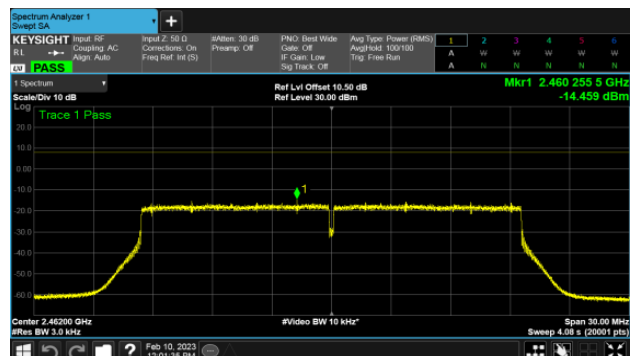 Spectrum Analyzer 1
Swept SA
+
KEYSIGHT Input: RF Input Z: 50 Ω #Atten: 30 dB PNO: Best Wide Avg Type: Power (RMS) 1 2 3 4 5 6
RL Coupling: AC Corrections: On Preamp: Off Gate: Off Avg|Hold: 100/100 A W W W W W
Align: Auto Freq Ref: Int (S) IF Gain: Low Trig: Free Run
LXI PASS Sig Track: Off A N N N N N
1 Spectrum Ref Lvl Offset 10.50 dB Mkr1 2.460 255 5 GHz
Scale/Div 10 dB Ref Level 30.00 dBm -14.459 dBm
Log
Trace 1 Pass
20.0
10.0
0.00
-10.0
1
-20.0
-30.0
-40.0
-50.0
-60.0
Center 2.46200 GHz #Video BW 10 kHz* Span 30.00 MHz
#Res BW 3.0 kHz Sweep 4.08 s (20001 pts)
? Feb 10, 2023
12:01:35 PM